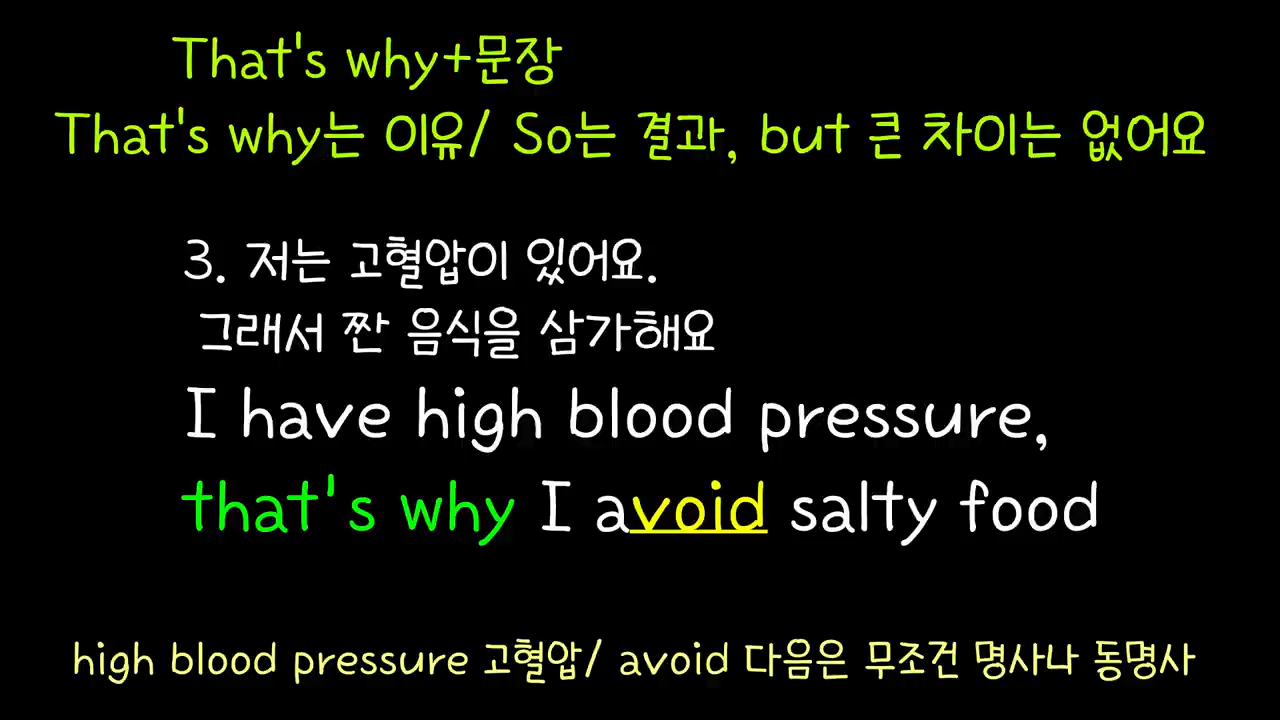 That's why+문장
That's why는 이유/ So는 결과, but 큰 차이는 없어요
3. 저는 고혈압이 있어요.
그래서 짠 음식을 삼가해요
I have high blood pressure,
that's why I avoid salty food
high blood pressure 고혈압/ avoid 다음은 무조건 명사나 동명사